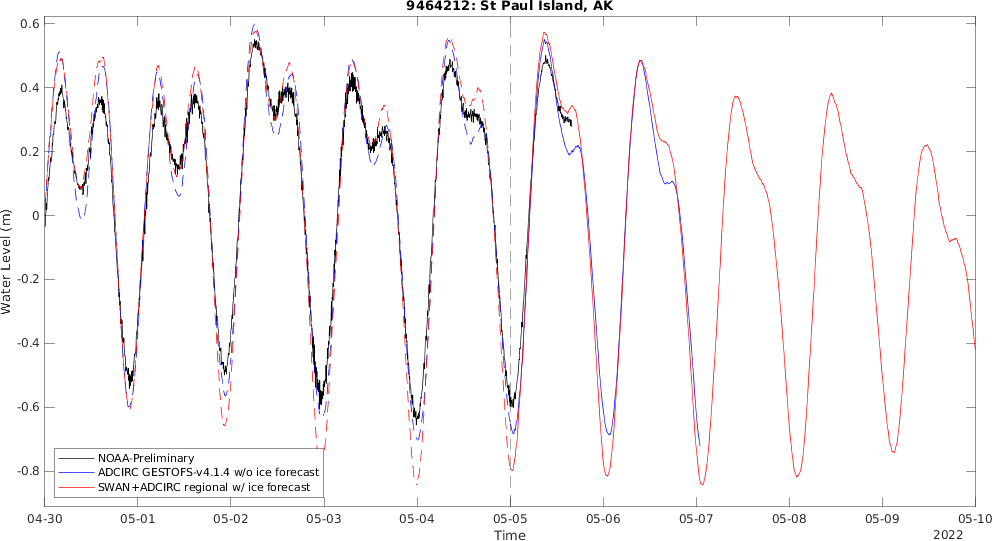 9464212: St Paul Island, AK
0.6
0.4
0.2
0
-0.2
-0.4
-0.6
-0.8
Water Level (m)
NOAA-Preliminary
ADCIRC GESTOFS-v4.1.4 w/o ice forecast
SWAN+ADCIRC regional w/ ice forecast
04-30 05-01 05-02 05-03 05-04 05-05 05-06 05-07 05-08 05-09 05-10
Time
2022